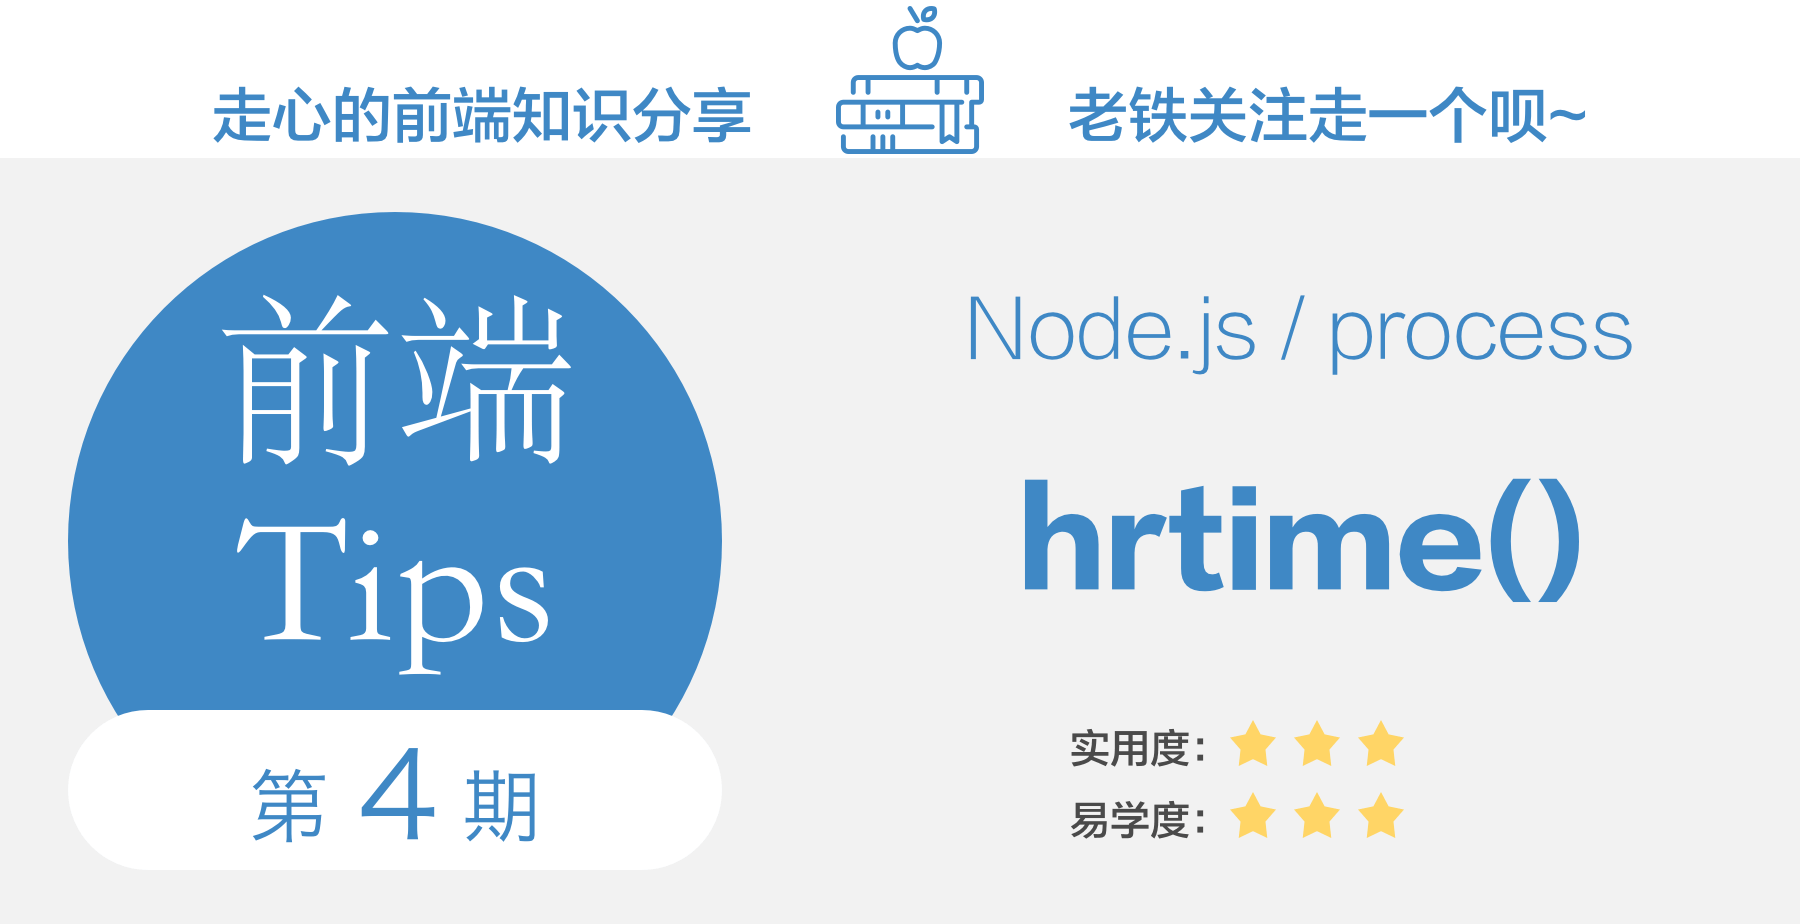 走心的前端知识分享
老铁关注走一个呗~
前端
Tips
第 4 期
Node.js / process
hrtime()
实用度：
易学度：